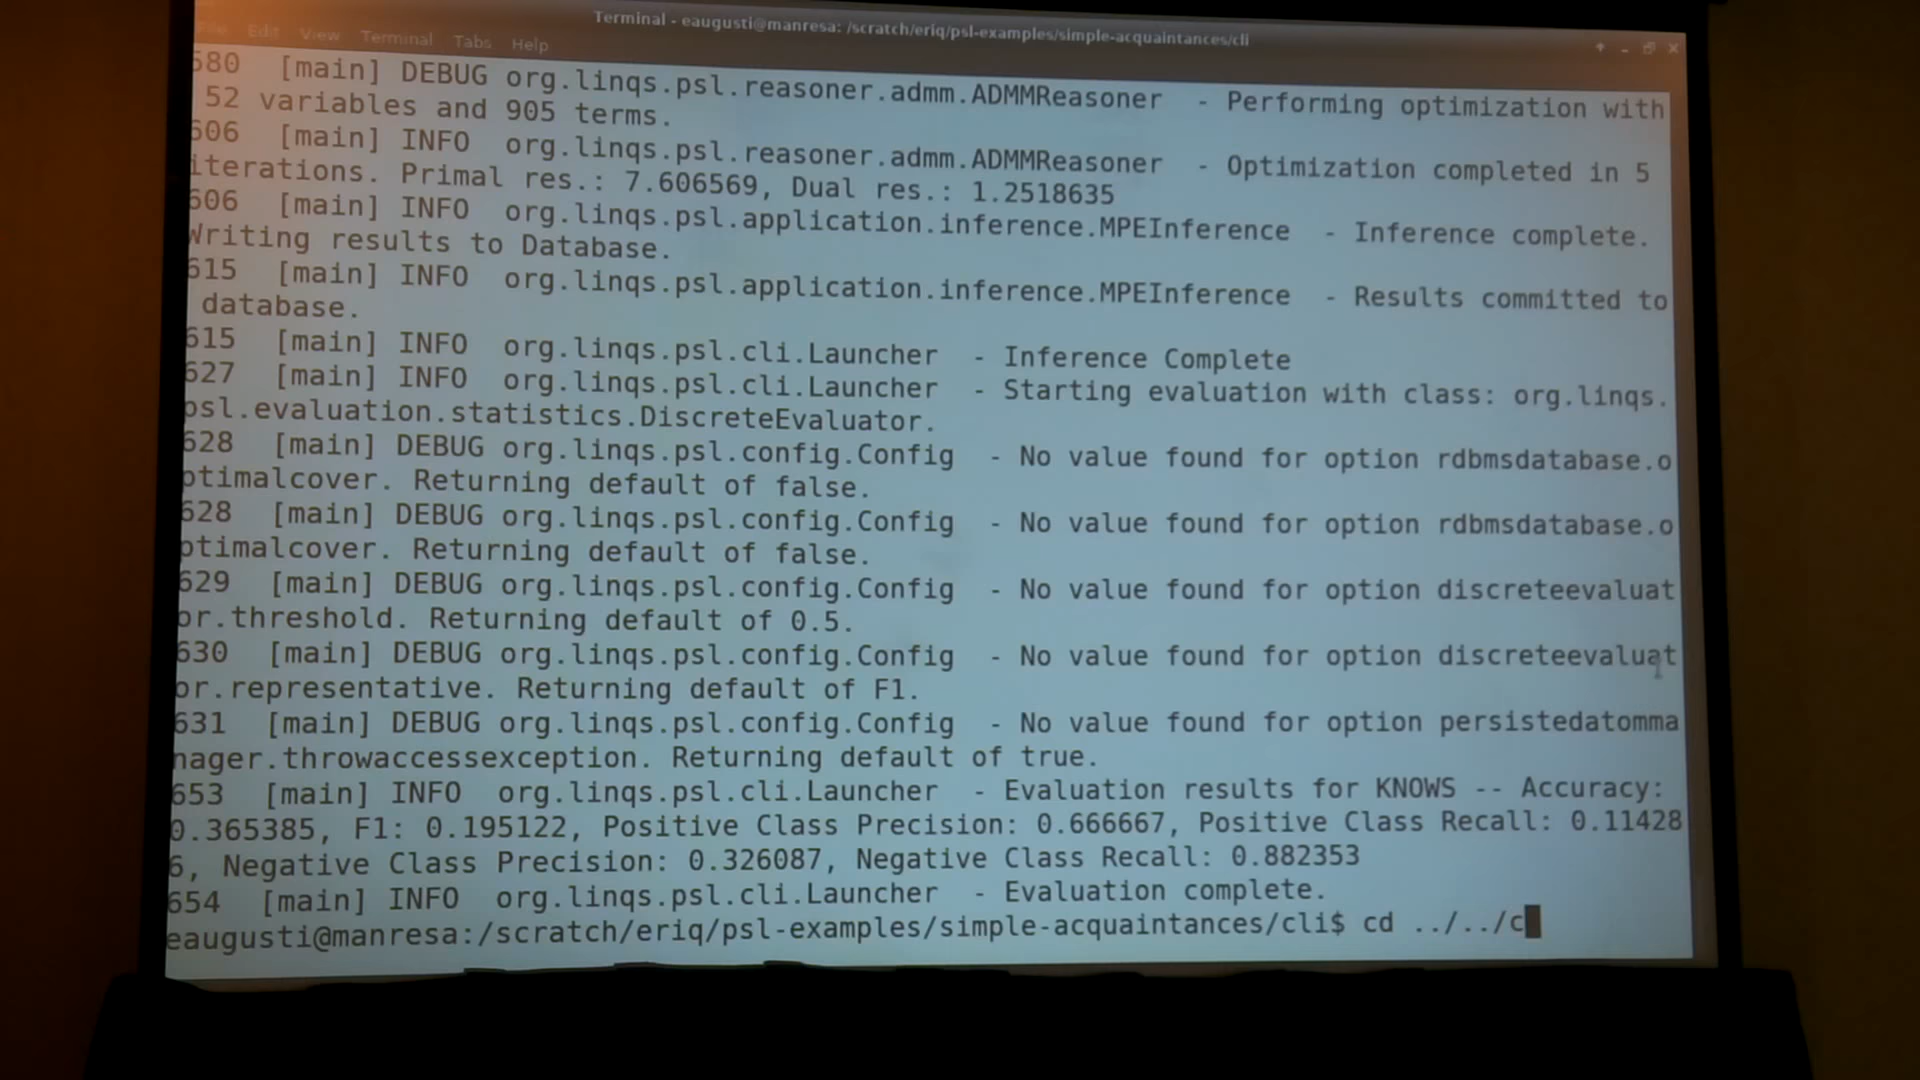 Terminal - eaugusti@manresa: /scratch/eriq/psl-examples/simple-acquaintances/cli
File Edit View Terminal Tabs Help
580 [main] DEBUG org.linqs.psl.reasoner.admm.ADMMReasoner - Performing optimization with
52 variables and 905 terms.
606 [main] INFO org.linqs.psl.reasoner.admm.ADMMReasoner - Optimization completed in 5
iterations. Primal res.: 7.606569, Dual res.: 1.2518635
606 [main] INFO org.linqs.psl.application.inference.MPEInference - Inference complete.
Writing results to Database.
615 [main] INFO org.linqs.psl.application.inference.MPEInference - Results committed to
database.
615 [main] INFO org.linqs.psl.cli.Launcher - Inference Complete
627 [main] INFO org.linqs.psl.cli.Launcher - Starting evaluation with class: org.linqs.
psl.evaluation.statistics.DiscreteEvaluator.
628 [main] DEBUG org.linqs.psl.config.Config - No value found for option rdbmsdatabase.o
ptimalcover. Returning default of false.
628 [main] DEBUG org.linqs.psl.config.Config - No value found for option rdbmsdatabase.o
ptimalcover. Returning default of false.
629 [main] DEBUG org.linqs.psl.config.Config - No value found for option discreteevaluat
or.threshold. Returning default of 0.5.
630 [main] DEBUG org.linqs.psl.config.Config - No value found for option discreteevaluat
or.representative. Returning default of F1.
631 [main] DEBUG org.linqs.psl.config.Config - No value found for option persistedatomma
nager.throwaccessexception. Returning default of true.
653 [main] INFO org.linqs.psl.cli.Launcher - Evaluation results for KNOWS -- Accuracy:
0.365385, F1: 0.195122, Positive Class Precision: 0.666667, Positive Class Recall: 0.11428
6, Negative Class Precision: 0.326087, Negative Class Recall: 0.882353
654 [main] INFO org.linqs.psl.cli.Launcher - Evaluation complete.
eaugusti@manresa:/scratch/eriq/psl-examples/simple-acquaintances/cli$ cd ../../c